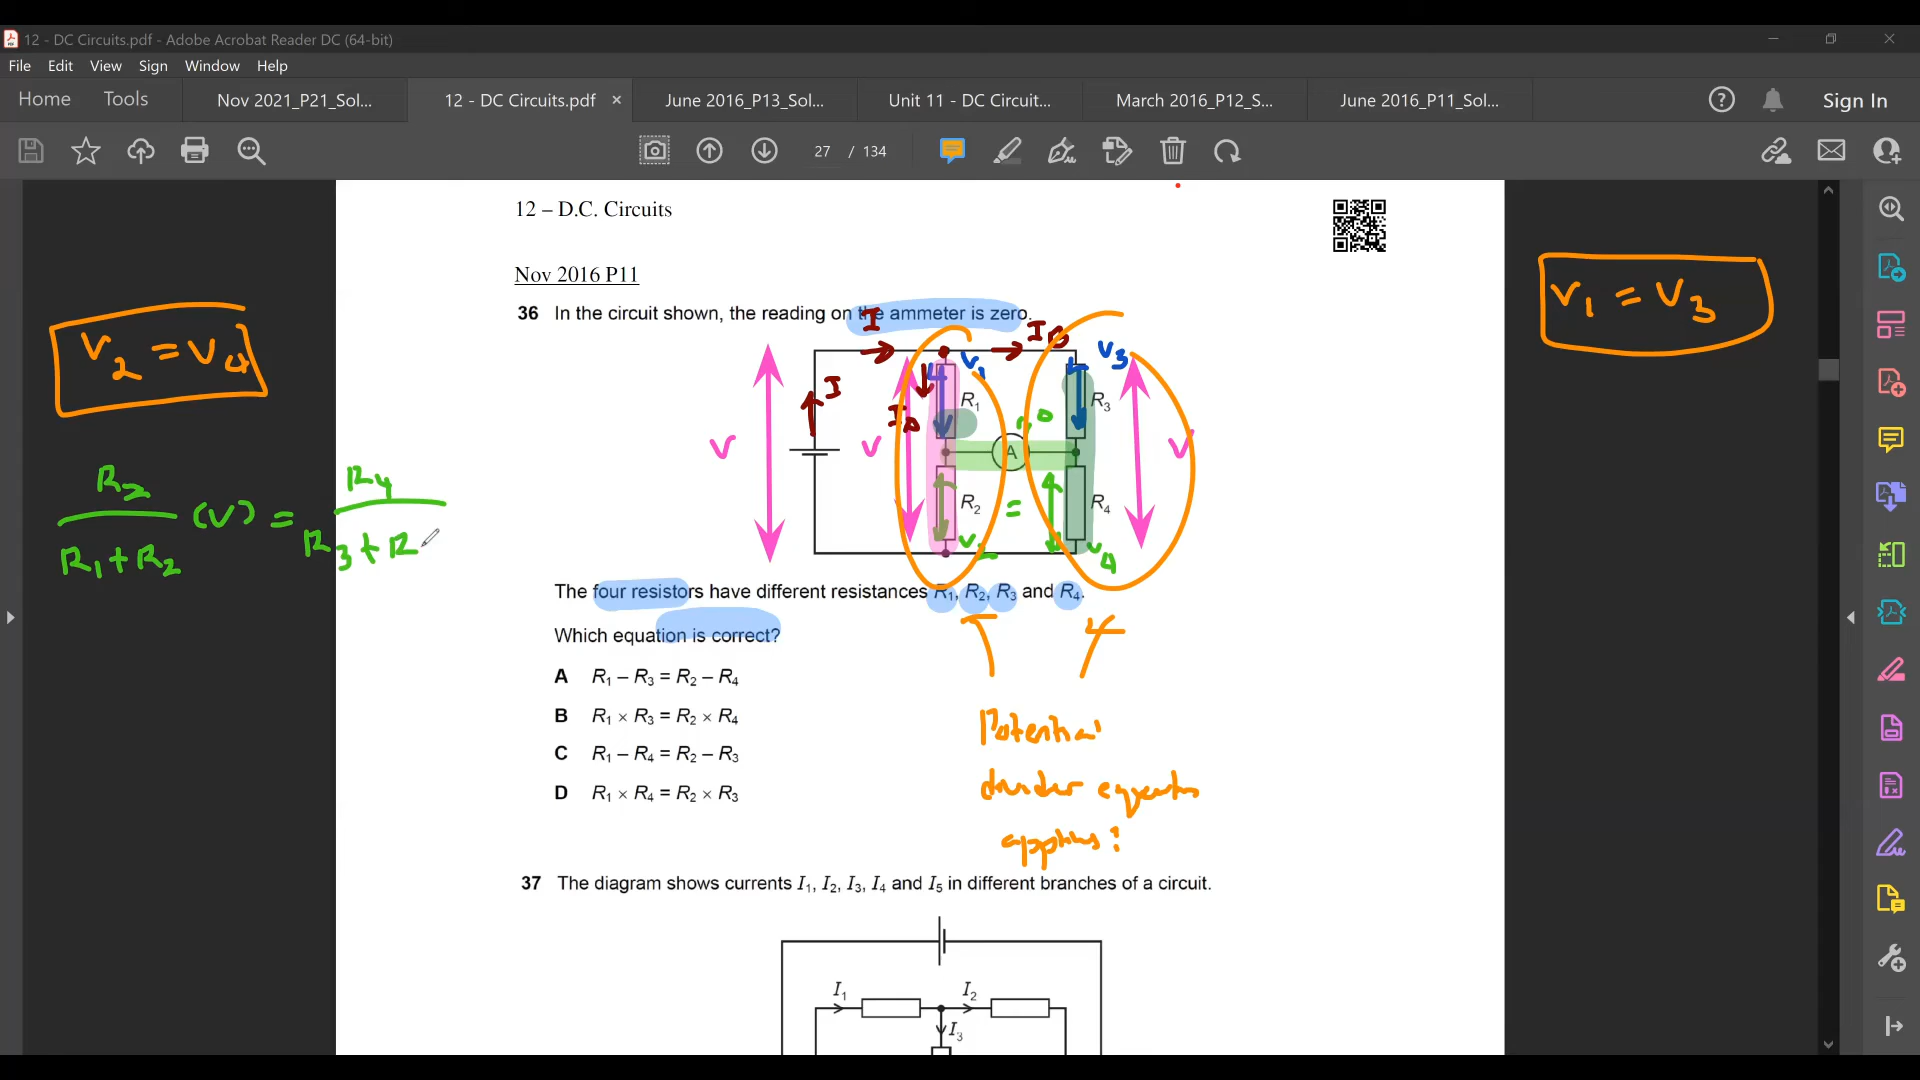 12 - DC Circuits.pdf - Adobe Acrobat Reader DC (64-bit)
File Edit View Sign Window Help
Home Tools Nov 2021_P21_Sol... 12 - DC Circuits.pdf × June 2016_P13_Sol... Unit 11 - DC Circuit... March 2016_P12_S... June 2016_P11_Sol... Sign In
27 / 134
12 – D.C. Circuits
Nov 2016 P11
36 In the circuit shown, the reading on the ammeter is zero.
V₂ = V₄
V₁ = V₃
I
I
V₁
V₃
R₁
R₃
V
V
A
V
R₂
=
R₄
V₄
R₂ / R₁ + R₂ (V) = R₄ / R₃ + R
The four resistors have different resistances R₁, R₂, R₃ and R₄.
Which equation is correct?
A R₁ – R₃ = R₂ – R₄
B R₁ × R₃ = R₂ × R₄
C R₁ – R₄ = R₂ – R₃
D R₁ × R₄ = R₂ × R₃
Potential
37 The diagram shows currents I₁, I₂, I₃, I₄ and I₅ in different branches of a circuit.
I₁ I₂
I₃